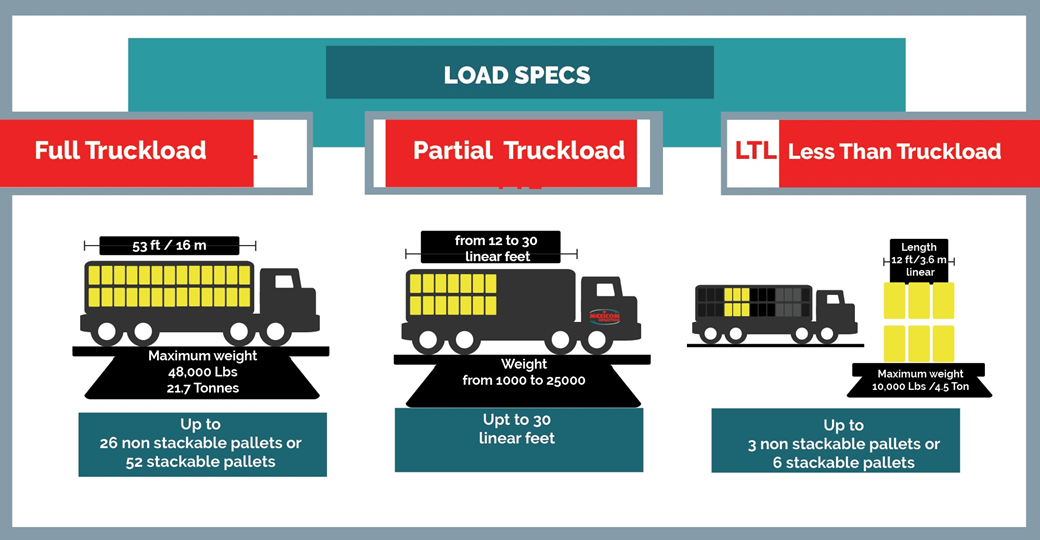 LOAD SPECS
Full Truckload
Partial Truckload
LTL Less Than Truckload
53 ft / 16 m
Maximum weight
48,000 Lbs
21.7 Tonnes
Up to
26 non stackable pallets or
52 stackable pallets
from 12 to 30
linear feet
MEXICOM
Weight
from 1000 to 25000
Upt to 30
linear feet
Length
12 ft/3.6 m
linear
Maximum weight
10,000 Lbs /4.5 Ton
Up to
3 non stackable pallets or
6 stackable pallets